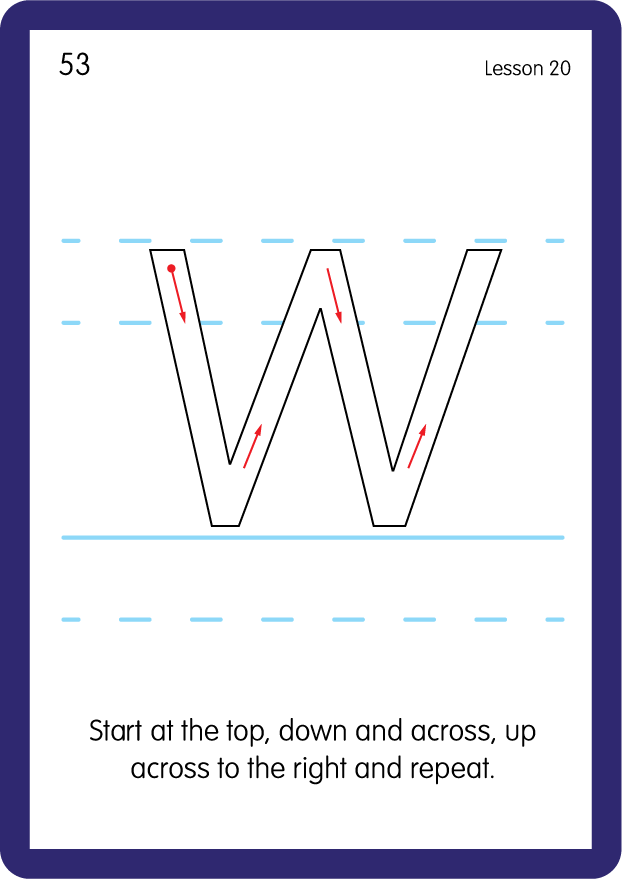 53
Lesson 20
W
Start at the top, down and across, up
across to the right and repeat.